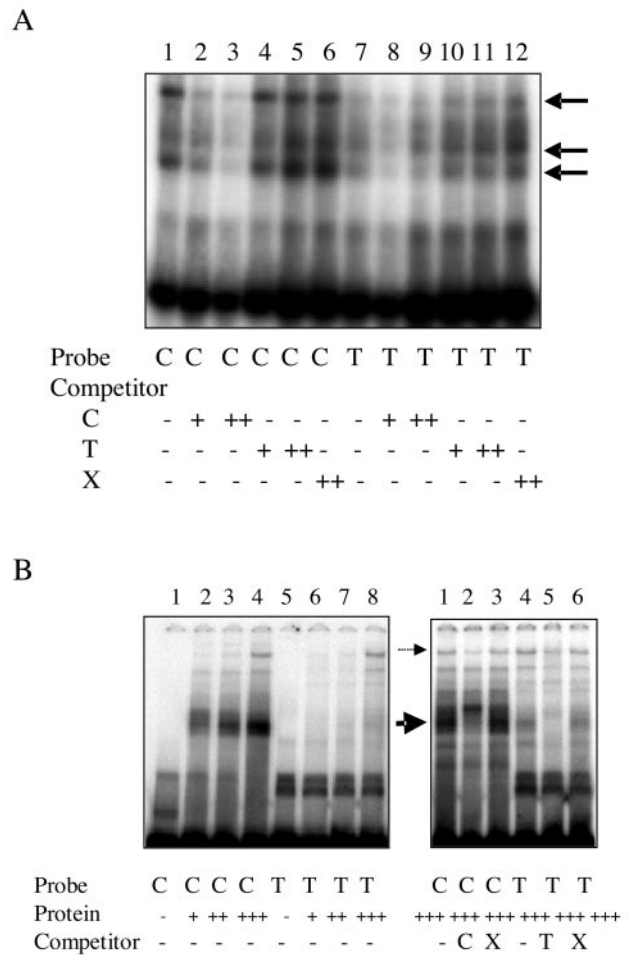 A
1 2 3 4 5 6 7 8 9 10 11 12
Probe C C C C C C T T T T T T
Competitor
C - + ++ - - - - + ++ - - -
T - - - + ++ - - - - + ++ -
X - - - - - ++ - - - - - ++
B
1 2 3 4 5 6 7 8 1 2 3 4 5 6
Probe C C C C T T T T C C C T T T
Protein - + ++ +++ - + ++ +++ +++ +++ +++ +++ +++ +++
Competitor - - - - - - - - - C X - T X